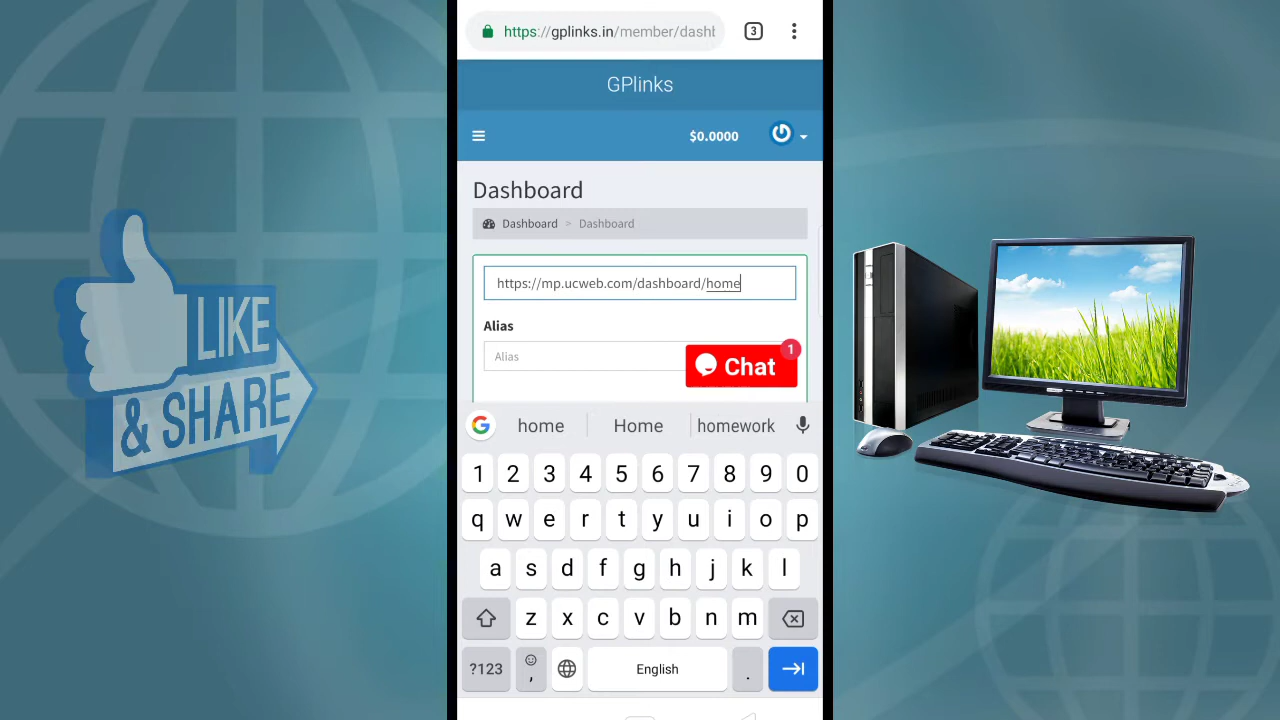 https://gplinks.in/member/dasht
3
GPlinks
$0.0000
Dashboard
Dashboard > Dashboard
https://mp.ucweb.com/dashboard/home
Alias
Alias
Chat
1
home Home homework
1 2 3 4 5 6 7 8 9 0
q w e r t y u i o p
a s d f g h j k l
z x c v b n m
?123 , English .
LIKE
& SHARE